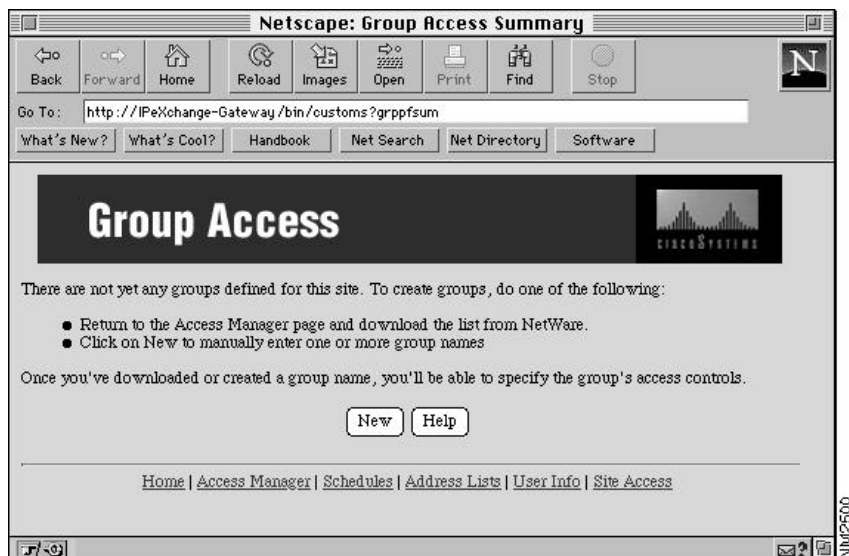 Netscape: Group Access Summary
Back Forward Home Reload Images Open Print Find Stop
N
Go To: http://IPeXchange-Gateway/bin/customs?grppfsum
What's New? What's Cool? Handbook Net Search Net Directory Software
Group Access
CISCO SYSTEMS
There are not yet any groups defined for this site. To create groups, do one of the following:
● Return to the Access Manager page and download the list from NetWare.
● Click on New to manually enter one or more group names
Once you've downloaded or created a group name, you'll be able to specify the group's access controls.
New Help
Home | Access Manager | Schedules | Address Lists | User Info | Site Access
NM2500